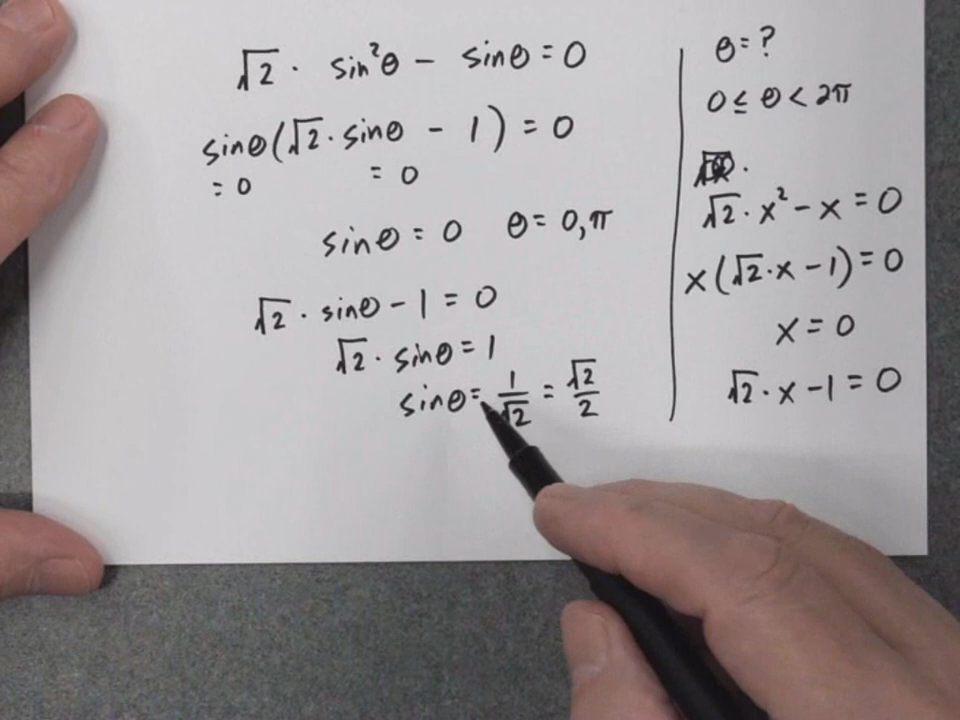 √2 · sin²θ − sinθ = 0
sinθ(√2 · sinθ − 1) = 0
= 0 = 0
sinθ = 0 θ = 0, π
√2 · sinθ − 1 = 0
√2 · sinθ = 1
sinθ = 1/√2 = √2/2
θ = ?
0 ≤ θ < 2π
√2 · x² − x = 0
x(√2 · x − 1) = 0
x = 0
√2 · x − 1 = 0